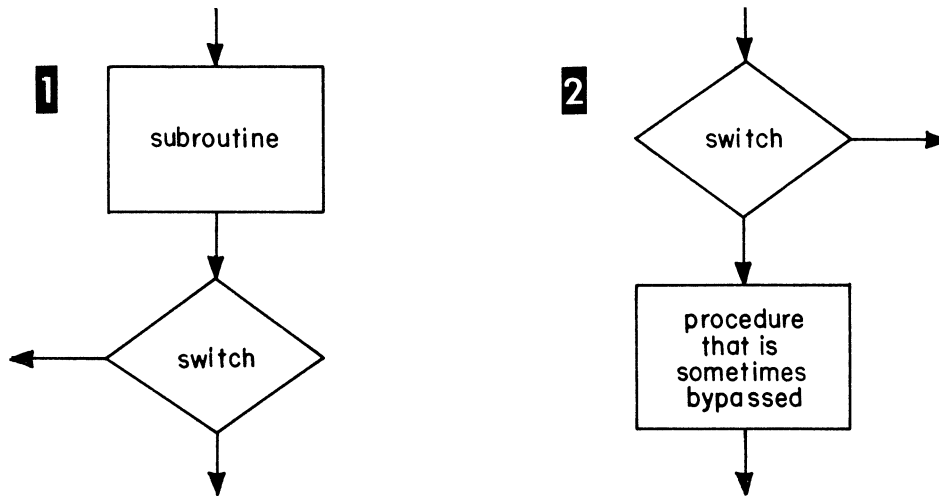 1
subroutine
switch
2
switch
procedure
that is
sometimes
bypassed